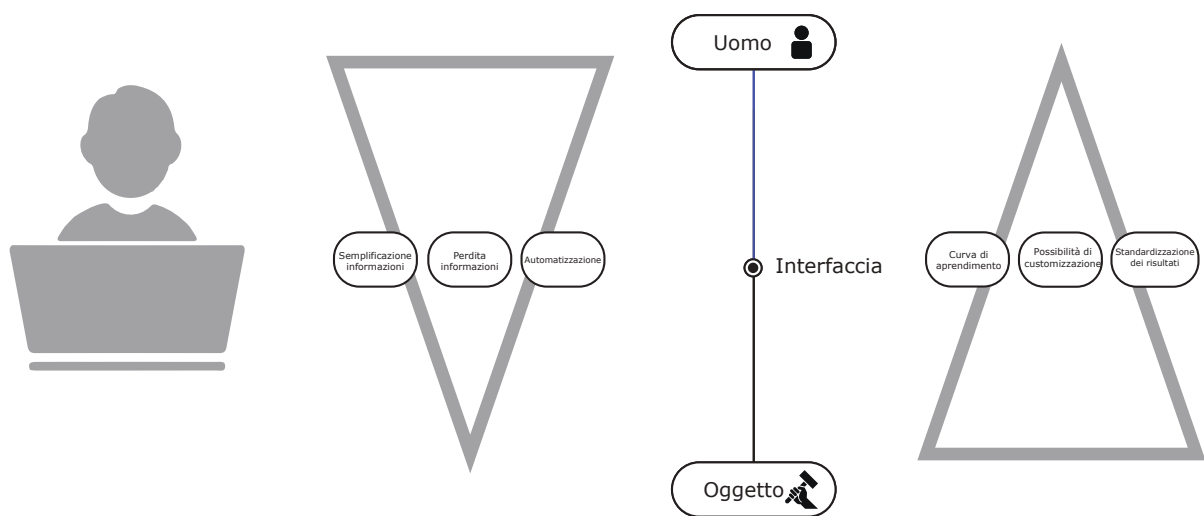 Uomo
Semplificazione
informazioni
Perdita
informazioni
Automatizzazione
Interfaccia
Curva di
aprendimento
Possibilità di
customizzazione
Standardizzazione
dei risultati
Oggetto